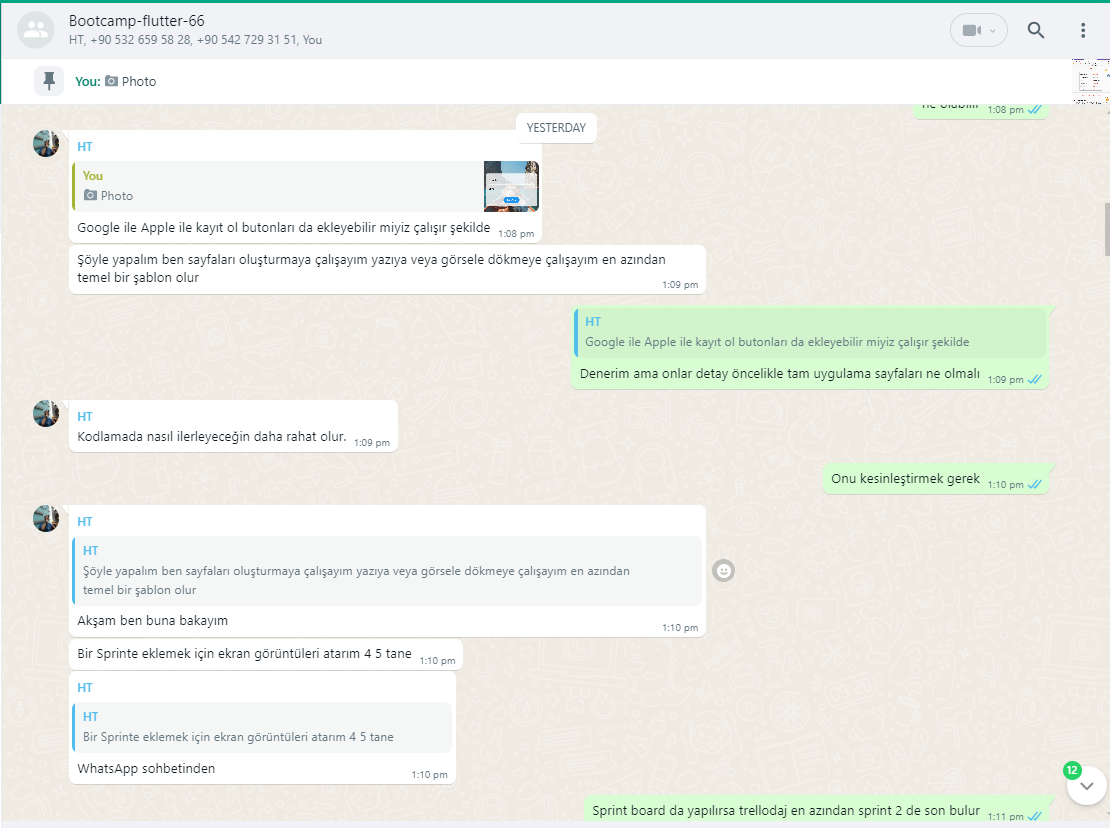 Bootcamp-flutter-66
HT, +90 532 659 58 28, +90 542 729 31 51, You
You: Photo
ne olabilir 1:08 pm
YESTERDAY
HT
You
Photo
Google ile Apple ile kayıt ol butonları da ekleyebilir miyiz çalışır şekilde 1:08 pm
Şöyle yapalım ben sayfaları oluşturmaya çalışayım yazıya veya görsele dökmeye çalışayım en azından
temel bir şablon olur
1:09 pm
HT
Google ile Apple ile kayıt ol butonları da ekleyebilir miyiz çalışır şekilde
Denerim ama onlar detay öncelikle tam uygulama sayfaları ne olmalı 1:09 pm
HT
Kodlamada nasıl ilerleyeceğin daha rahat olur. 1:09 pm
Onu kesinleştirmek gerek 1:10 pm
HT
HT
Şöyle yapalım ben sayfaları oluşturmaya çalışayım yazıya veya görsele dökmeye çalışayım en azından
temel bir şablon olur
Akşam ben buna bakayım
1:10 pm
Bir Sprinte eklemek için ekran görüntüleri atarım 4 5 tane 1:10 pm
HT
HT
Bir Sprinte eklemek için ekran görüntüleri atarım 4 5 tane
WhatsApp sohbetinden
1:10 pm
12
Sprint board da yapılırsa trellodaj en azından sprint 2 de son bulur 1:11 pm